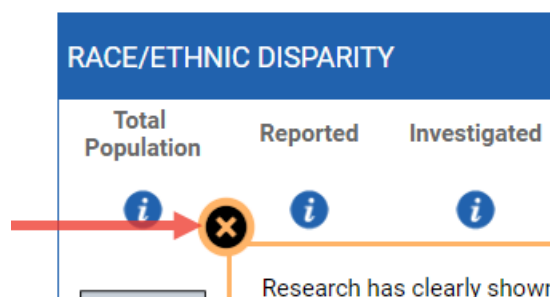 RACE/ETHNIC DISPARITY
Total Population
Reported
Investigated
i
i
i
Research has clearly shown